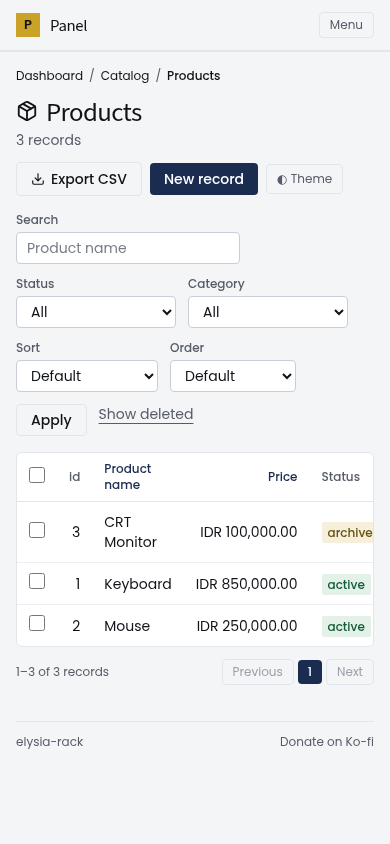 P Panel Menu
Dashboard / Catalog / Products
Products
3 records
Export CSV New record Theme
Search
Product name
Status Category
All All
Sort Order
Default Default
Apply Show deleted
Id Product name Price Status
3 CRT Monitor IDR 100,000.00 archive
1 Keyboard IDR 850,000.00 active
2 Mouse IDR 250,000.00 active
1–3 of 3 records Previous 1 Next
elysia-rack Donate on Ko-fi